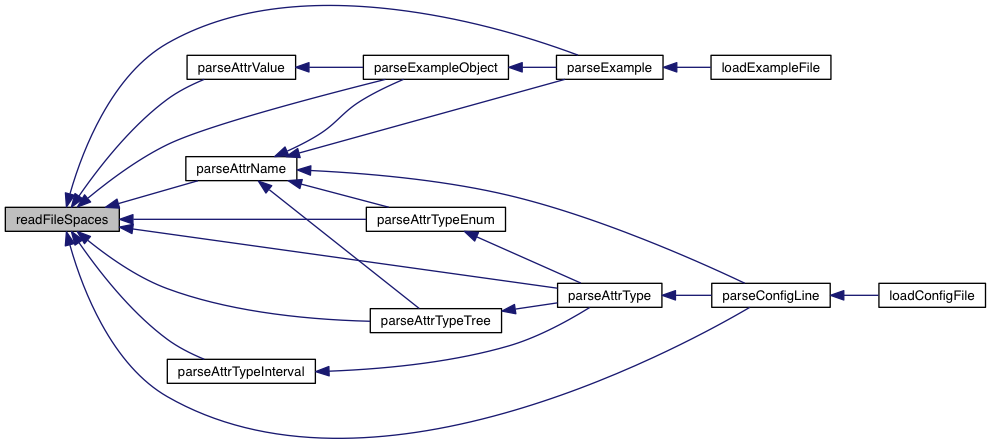 parseAttrValue
parseExampleObject
parseExample
loadExampleFile
parseAttrName
readFileSpaces
parseAttrTypeEnum
parseAttrType
parseConfigLine
loadConfigFile
parseAttrTypeTree
parseAttrTypeInterval